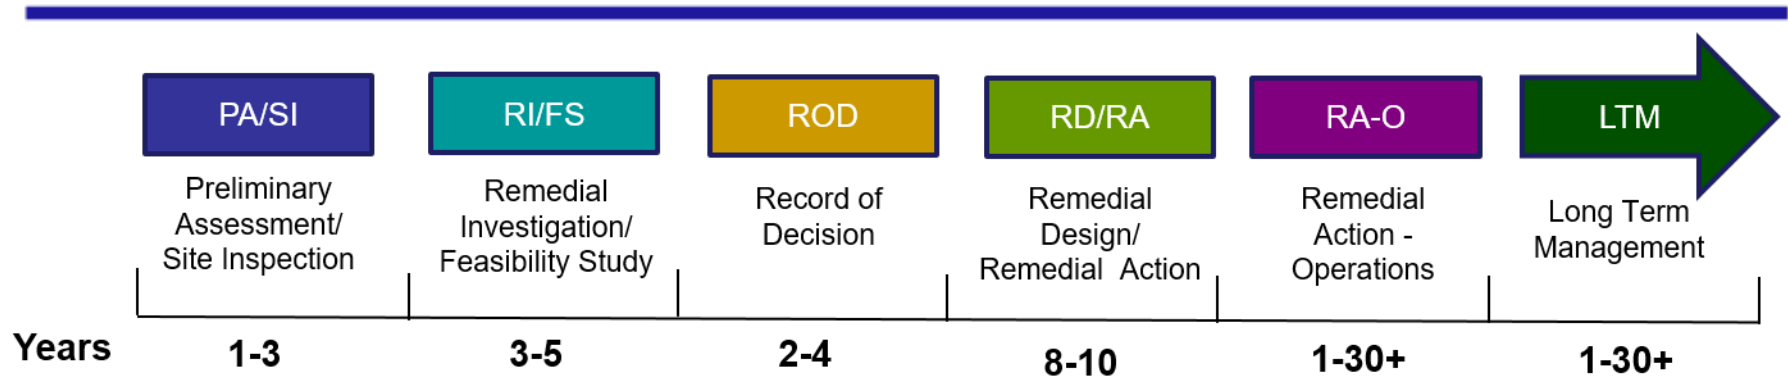 PA/SI
RI/FS
ROD
RD/RA
RA-O
LTM
Preliminary
Assessment/
Site Inspection
Remedial
Investigation/
Feasibility Study
Record of
Decision
Remedial
Design/
Remedial Action
Remedial
Action -
Operations
Long Term
Management
Years
1-3
3-5
2-4
8-10
1-30+
1-30+